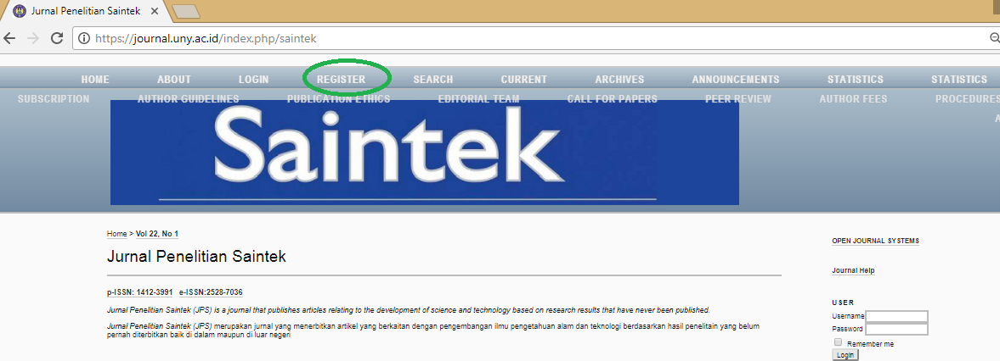 Jurnal Penelitian Saintek
https://journal.uny.ac.id/index.php/saintek
HOME ABOUT LOGIN REGISTER SEARCH CURRENT ARCHIVES ANNOUNCEMENTS STATISTICS STATISTICS
SUBSCRIPTION AUTHOR GUIDELINES PUBLICATION ETHICS EDITORIAL TEAM CALL FOR PAPERS PEER REVIEW AUTHOR FEES PROCEDURES
A
Saintek
Home > Vol 22, No 1
Jurnal Penelitian Saintek
p-ISSN: 1412-3991 e-ISSN:2528-7036
Jurnal Penelitian Saintek (JPS) is a journal that publishes articles relating to the development of science and technology based on research results that have never been published.
Jurnal Penelitian Saintek (JPS) merupakan jurnal yang menerbitkan artikel yang berkaitan dengan pengembangan ilmu pengetahuan alam dan teknologi berdasarkan hasil penelitain yang belum
pernah diterbitkan baik di dalam maupun di luar negeri
OPEN JOURNAL SYSTEMS
Journal Help
USER
Username
Password
Remember me
Login